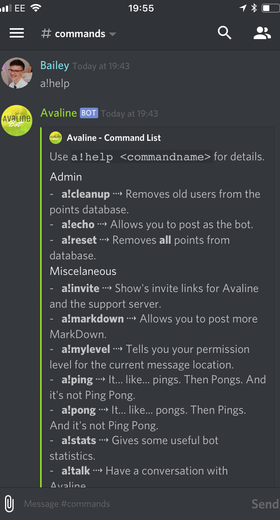 EE
19:55
# commands
Bailey Today at 19:43
a!help
Avaline BOT Today at 19:43
Avaline - Command List
Use a!help <commandname> for details.
Admin
- a!cleanup ⇢ Removes old users from the
points database.
- a!echo ⇢ Allows you to post as the bot.
- a!reset ⇢ Removes all points from
database.
Miscelaneous
- a!invite ⇢ Show's invite links for Avaline
and the support server.
- a!markdown ⇢ Allows you to post more
MarkDown.
- a!mylevel ⇢ Tells you your permission
level for the current message location.
- a!ping ⇢ It... like... pings. Then Pongs. And
it's not Ping Pong.
- a!pong ⇢ It... like... pongs. Then Pings.
And it's not Ping Pong.
- a!stats ⇢ Gives some useful bot
statistics.
- a!talk ⇢ Have a conversation with
Avaline
Message #commands
Send